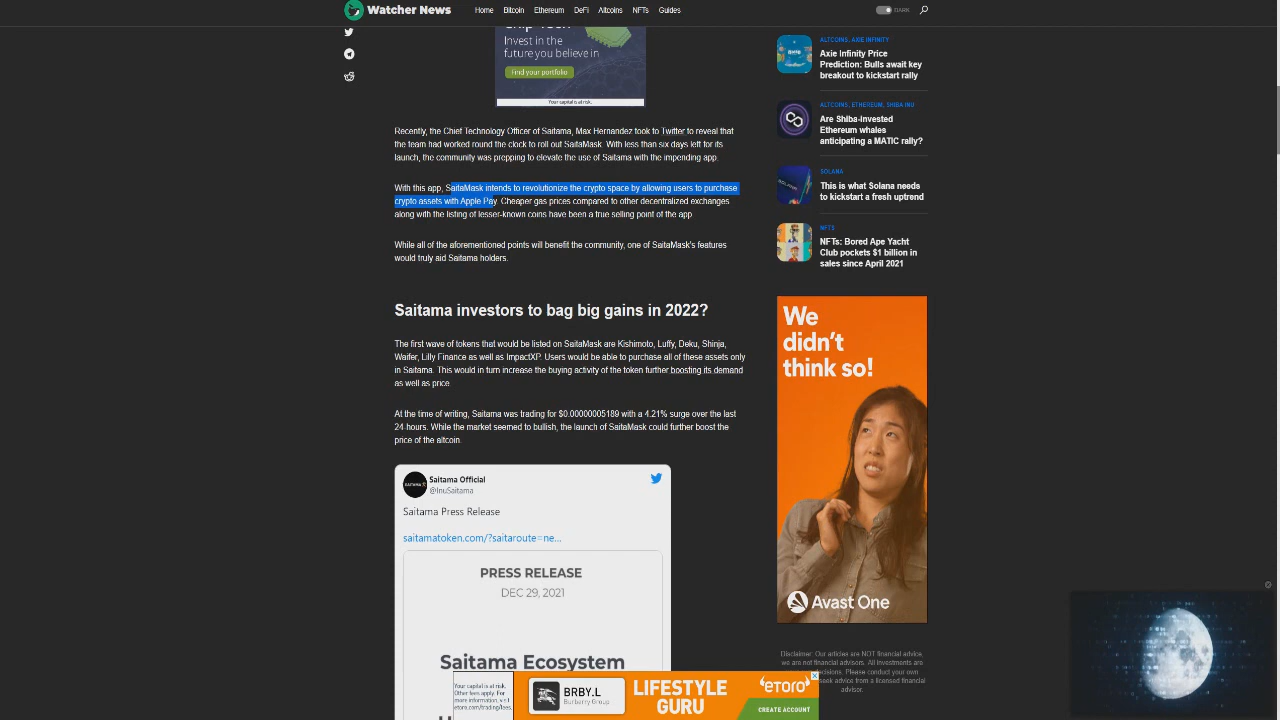 Watcher News
Home Bitcoin Ethereum DeFi Altcoins NFTs Guides
DARK
Invest in the
future you believe in
Find your portfolio
Your capital is at risk.
Recently, the Chief Technology Officer of Saitama, Max Hernandez took to Twitter to reveal that
the team had worked round the clock to roll out SaitaMask. With less than six days left for its
launch, the community was prepping to elevate the use of Saitama with the impending app.
With this app, SaitaMask intends to revolutionize the crypto space by allowing users to purchase
crypto assets with Apple Pay. Cheaper gas prices compared to other decentralized exchanges
along with the listing of lesser-known coins have been a true selling point of the app
While all of the aforementioned points will benefit the community, one of SaitaMask's features
would truly aid Saitama holders.
Saitama investors to bag big gains in 2022?
The first wave of tokens that would be listed on SaitaMask are Kishimoto, Luffy, Deku, Shinja,
Waifer, Lilly Finance as well as ImpactXP. Users would be able to purchase all of these assets only
in Saitama. This would in turn increase the buying activity of the token further boosting its demand
as well as price
At the time of writing, Saitama was trading for $0.00000005189 with a 4.21% surge over the last
24-hours. While the market seemed to bullish, the launch of SaitaMask could further boost the
price of the altcoin.
Saitama Official
@InuSaitama
Saitama Press Release
saitamatoken.com/?saitaroute=ne...
PRESS RELEASE
DEC 29, 2021
Saitama Ecosystem
ALTCOINS, AXIE INFINITY
Axie Infinity Price
Prediction: Bulls await key
breakout to kickstart rally
ALTCOINS, ETHEREUM, SHIBA INU
Are Shiba-invested
Ethereum whales
anticipating a MATIC rally?
SOLANA
This is what Solana needs
to kickstart a fresh uptrend
NFTS
NFTs: Bored Ape Yacht
Club pockets $1 billion in
sales since April 2021
We
didn't
think so!
Avast One
Disclaimer: Our articles are NOT financial advice,
we are not financial advisors. All investments are
decisions. Please conduct your own
seek advice from a licensed financial
advisor.
Your capital is at risk.
Other fees apply. For
more information, visit
etoro.com/trading/fees.
BRBY.L
Burberry Group
LIFESTYLE
GURU
eToro
CREATE ACCOUNT